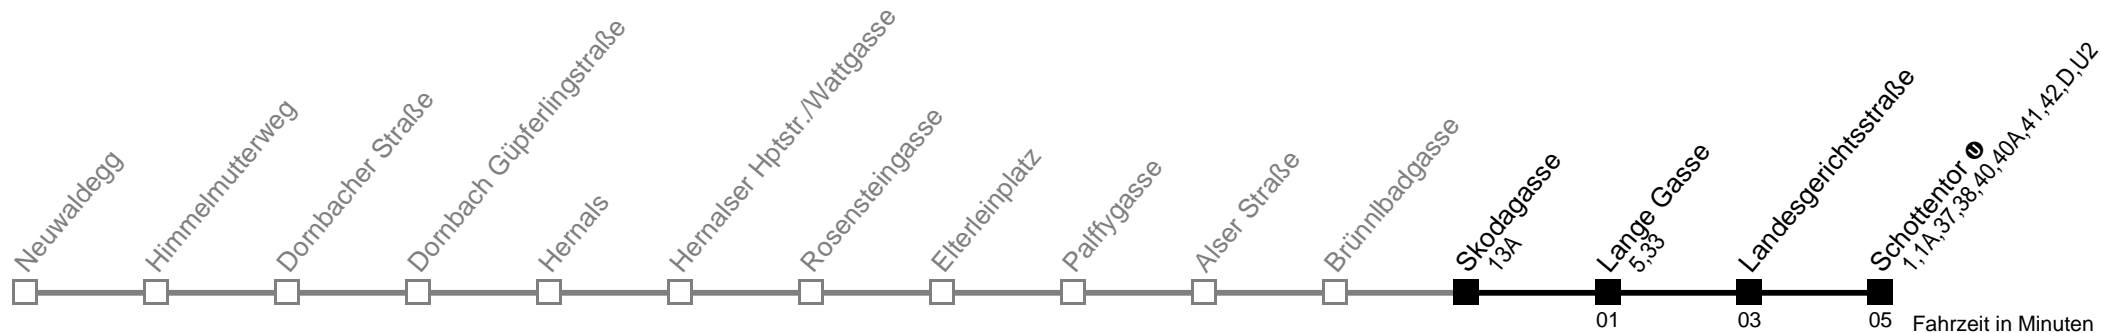 Neuwaldegg
Himmelmutterweg
Dornbacher Straße
Dornbach Güpferlingstraße
Hernals
Hernalser Hptstr./Wattgasse
Rosensteingasse
Elterleinplatz
Palffygasse
Alser Straße
Brünnlbadgasse
Skodagasse
13A
Lange Gasse
5,33
Landesgerichtsstraße
Schottentor U
1,1A,37,38,40,40A,41,42,D,U2
01
03
05
Fahrzeit in Minuten